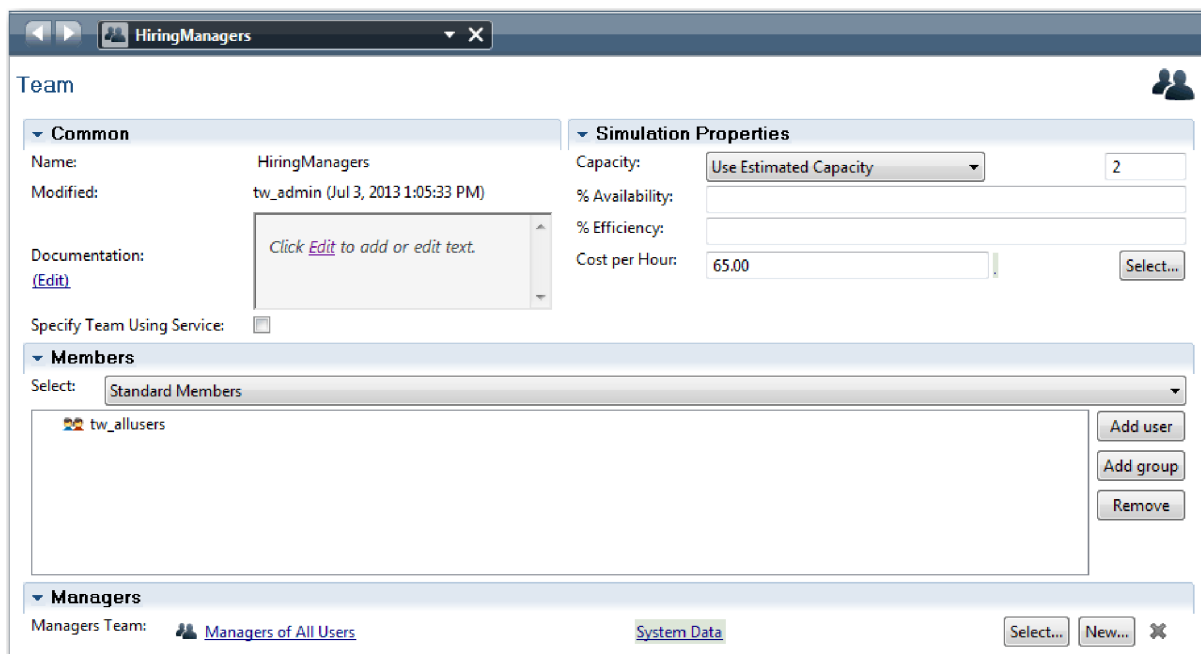 HiringManagers
Team
Common
Name: HiringManagers
Modified: tw_admin (Jul 3, 2013 1:05:33 PM)
Documentation:
(Edit)
Click Edit to add or edit text.
Specify Team Using Service:
Simulation Properties
Capacity: Use Estimated Capacity 2
% Availability:
% Efficiency:
Cost per Hour: 65.00 . Select...
Members
Select: Standard Members
tw_allusers
Add user
Add group
Remove
Managers
Managers Team: Managers of All Users System Data Select... New...